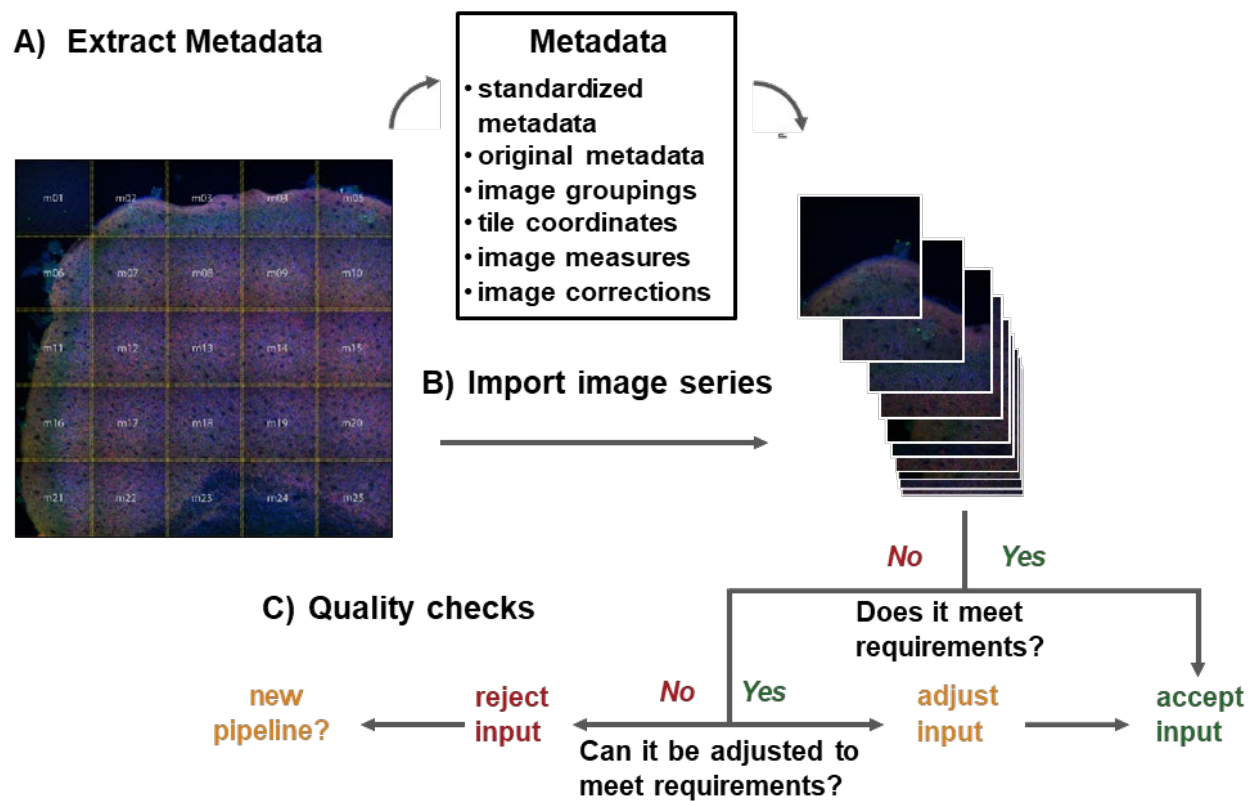 A) Extract Metadata
Metadata
• standardized
metadata
• original metadata
• image groupings
• tile coordinates
• image measures
• image corrections
m01 m02 m03 m04 m05
m06 m07 m08 m09 m10
m11 m12 m13 m14 m15
m16 m17 m18 m19 m20
m21 m22 m23 m24 m25
B) Import image series
No Yes
C) Quality checks
Does it meet
requirements?
new
pipeline?
reject
input
No Yes
adjust
input
accept
input
Can it be adjusted to
meet requirements?